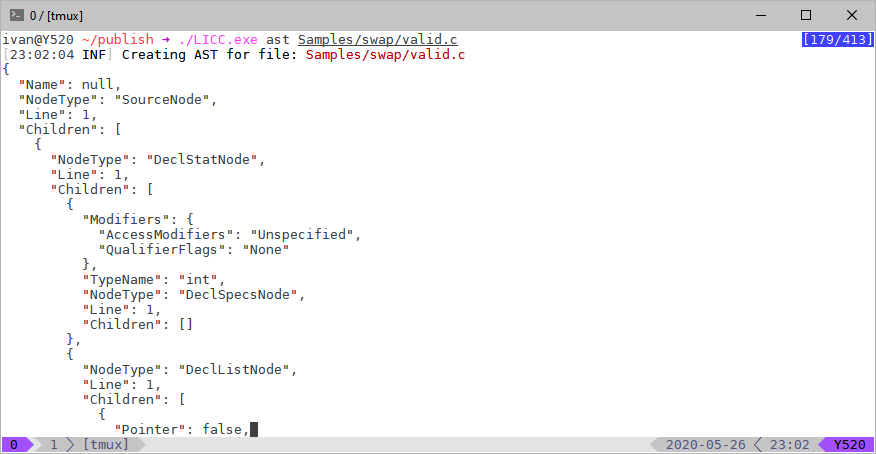 0 / [tmux]
ivan@Y520 ~/publish → ./LICC.exe ast Samples/swap/valid.c [179/413]
[23:02:04 INF] Creating AST for file: Samples/swap/valid.c
{
  "Name": null,
  "NodeType": "SourceNode",
  "Line": 1,
  "Children": [
    {
      "NodeType": "DeclStatNode",
      "Line": 1,
      "Children": [
        {
          "Modifiers": {
            "AccessModifiers": "Unspecified",
            "QualifierFlags": "None"
          },
          "TypeName": "int",
          "NodeType": "DeclSpecsNode",
          "Line": 1,
          "Children": []
        },
        {
          "NodeType": "DeclListNode",
          "Line": 1,
          "Children": [
            {
              "Pointer": false,
0 1 [tmux] 2020-05-26 23:02 Y520